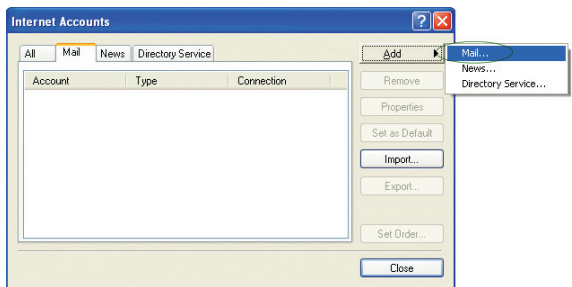 Internet Accounts
All Mail News Directory Service
Account Type Connection
Add
Remove
Properties
Set as Default
Import...
Export...
Set Order...
Close
Mail...
News...
Directory Service...